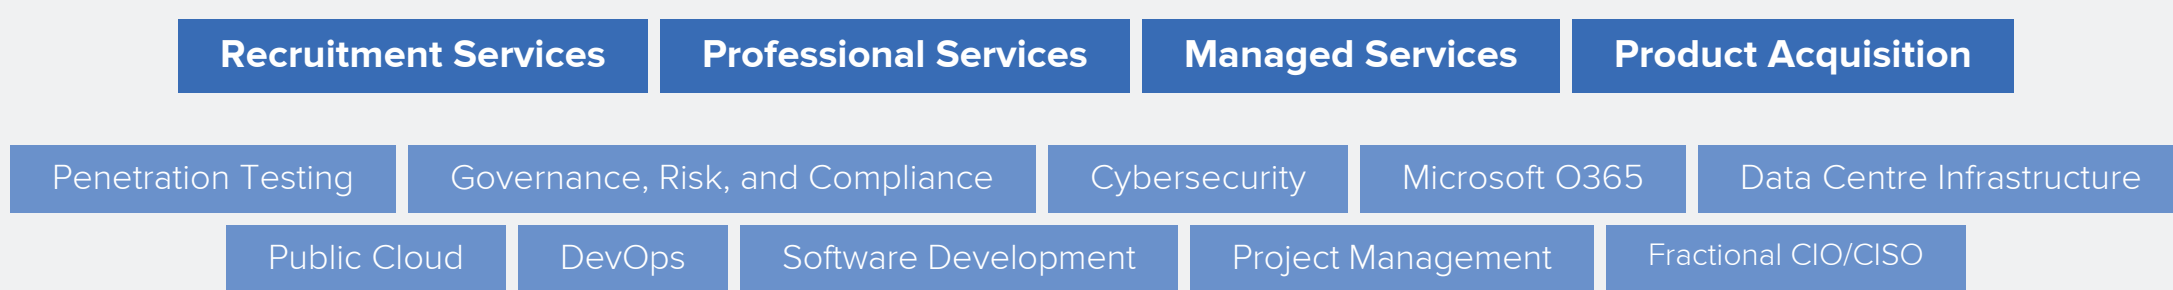 Recruitment Services Professional Services Managed Services Product Acquisition
Penetration Testing Governance, Risk, and Compliance Cybersecurity Microsoft O365 Data Centre Infrastructure
Public Cloud DevOps Software Development Project Management Fractional CIO/CISO